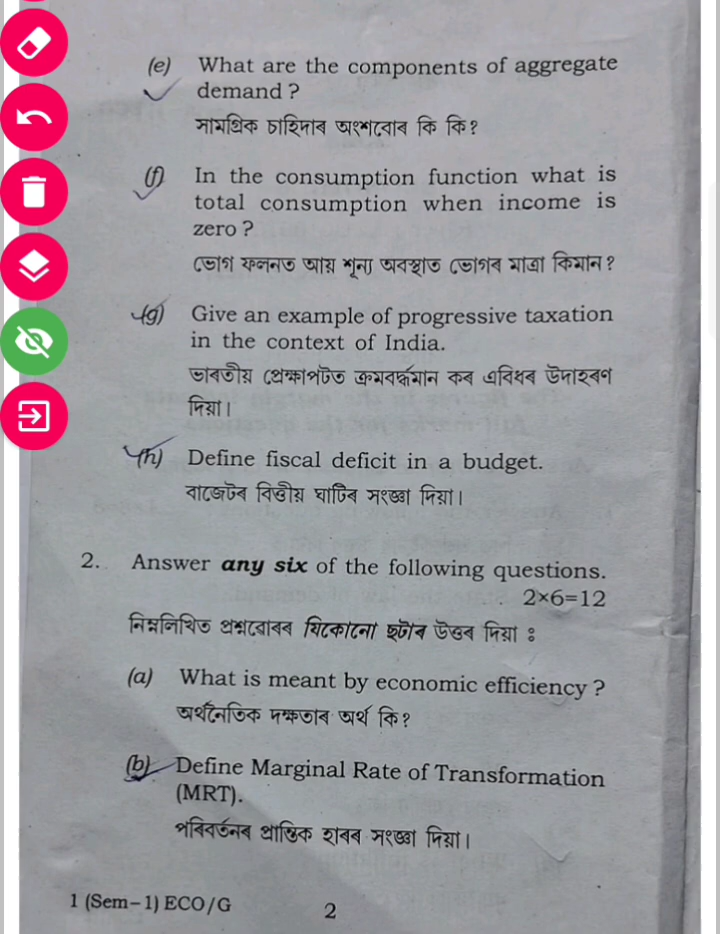 (e) What are the components of aggregate
demand ?
সামগ্ৰিক চাহিদাৰ অংশবোৰ কি কি?
(f) In the consumption function what is
total consumption when income is
zero ?
ভোগ ফলনত আয় শূন্য অৱস্থাত ভোগৰ মাত্ৰা কিমান?
(g) Give an example of progressive taxation
in the context of India.
ভাৰতীয় প্ৰেক্ষাপটত ক্ৰমবৰ্দ্ধমান কৰ এবিধৰ উদাহৰণ
দিয়া।
(h) Define fiscal deficit in a budget.
বাজেটৰ বিত্তীয় ঘাটিৰ সংজ্ঞা দিয়া।
2. Answer any six of the following questions.
2×6=12
নিম্নলিখিত প্ৰশ্নবোৰৰ যিকোনো ছটাৰ উত্তৰ দিয়া ঃ
(a) What is meant by economic efficiency ?
অৰ্থনৈতিক দক্ষতাৰ অৰ্থ কি?
(b) Define Marginal Rate of Transformation
(MRT).
পৰিবৰ্তনৰ প্ৰান্তিক হাৰৰ সংজ্ঞা দিয়া।
1 (Sem-1) ECO/G 2